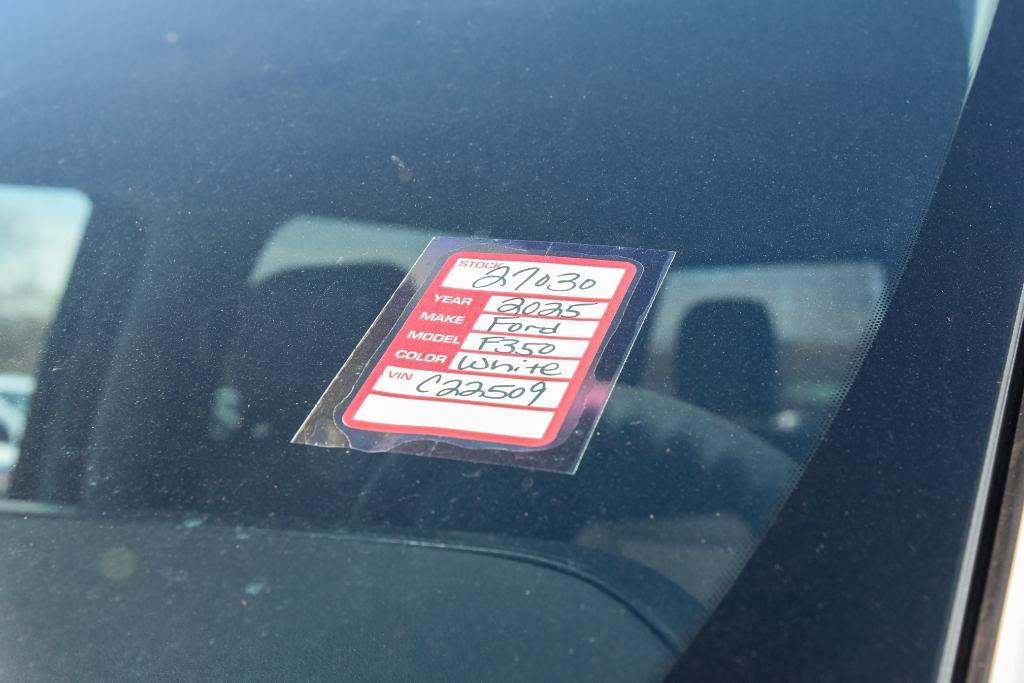 STOCK 27030
YEAR 2025
MAKE Ford
MODEL F350
COLOR White
VIN C22509